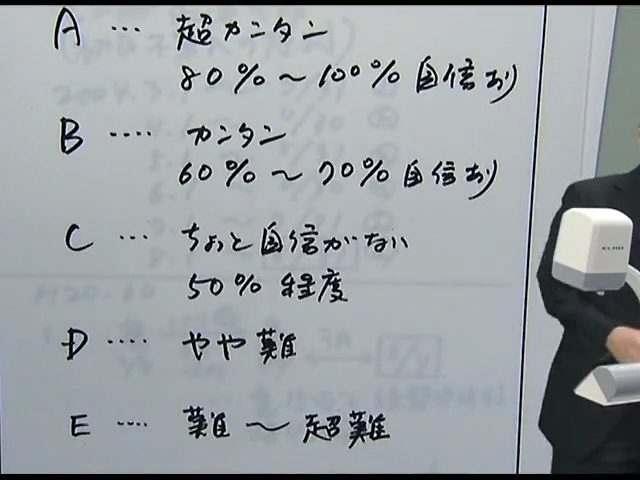 A … 超カンタン
80%〜100%自信あり
B …. カンタン
60%〜70%自信あり
C … ちょっと自信がない
50%程度
D …. やや難
E …. 難〜超難
ELMO